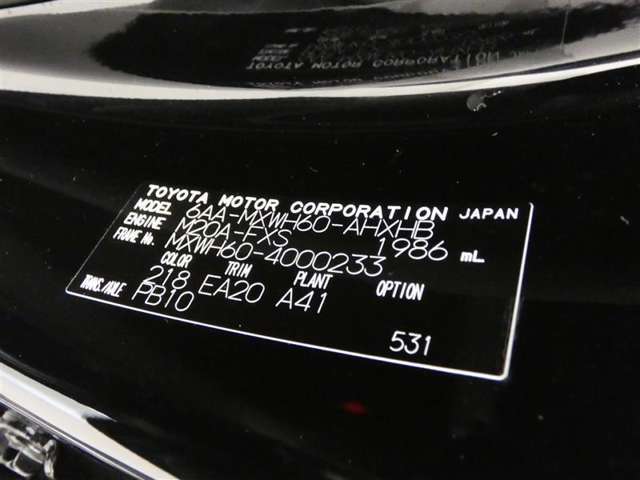 TOYOTA MOTOR CORPORATION JAPAN
MODEL 6AA-MXWH60-AHXHB
ENGINE M20A-FXS 1986 mL
FRAME No. MXWH60-4000233
COLOR TRIM PLANT OPTION
218 EA20 A41
TRANS./AXLE PB10
531